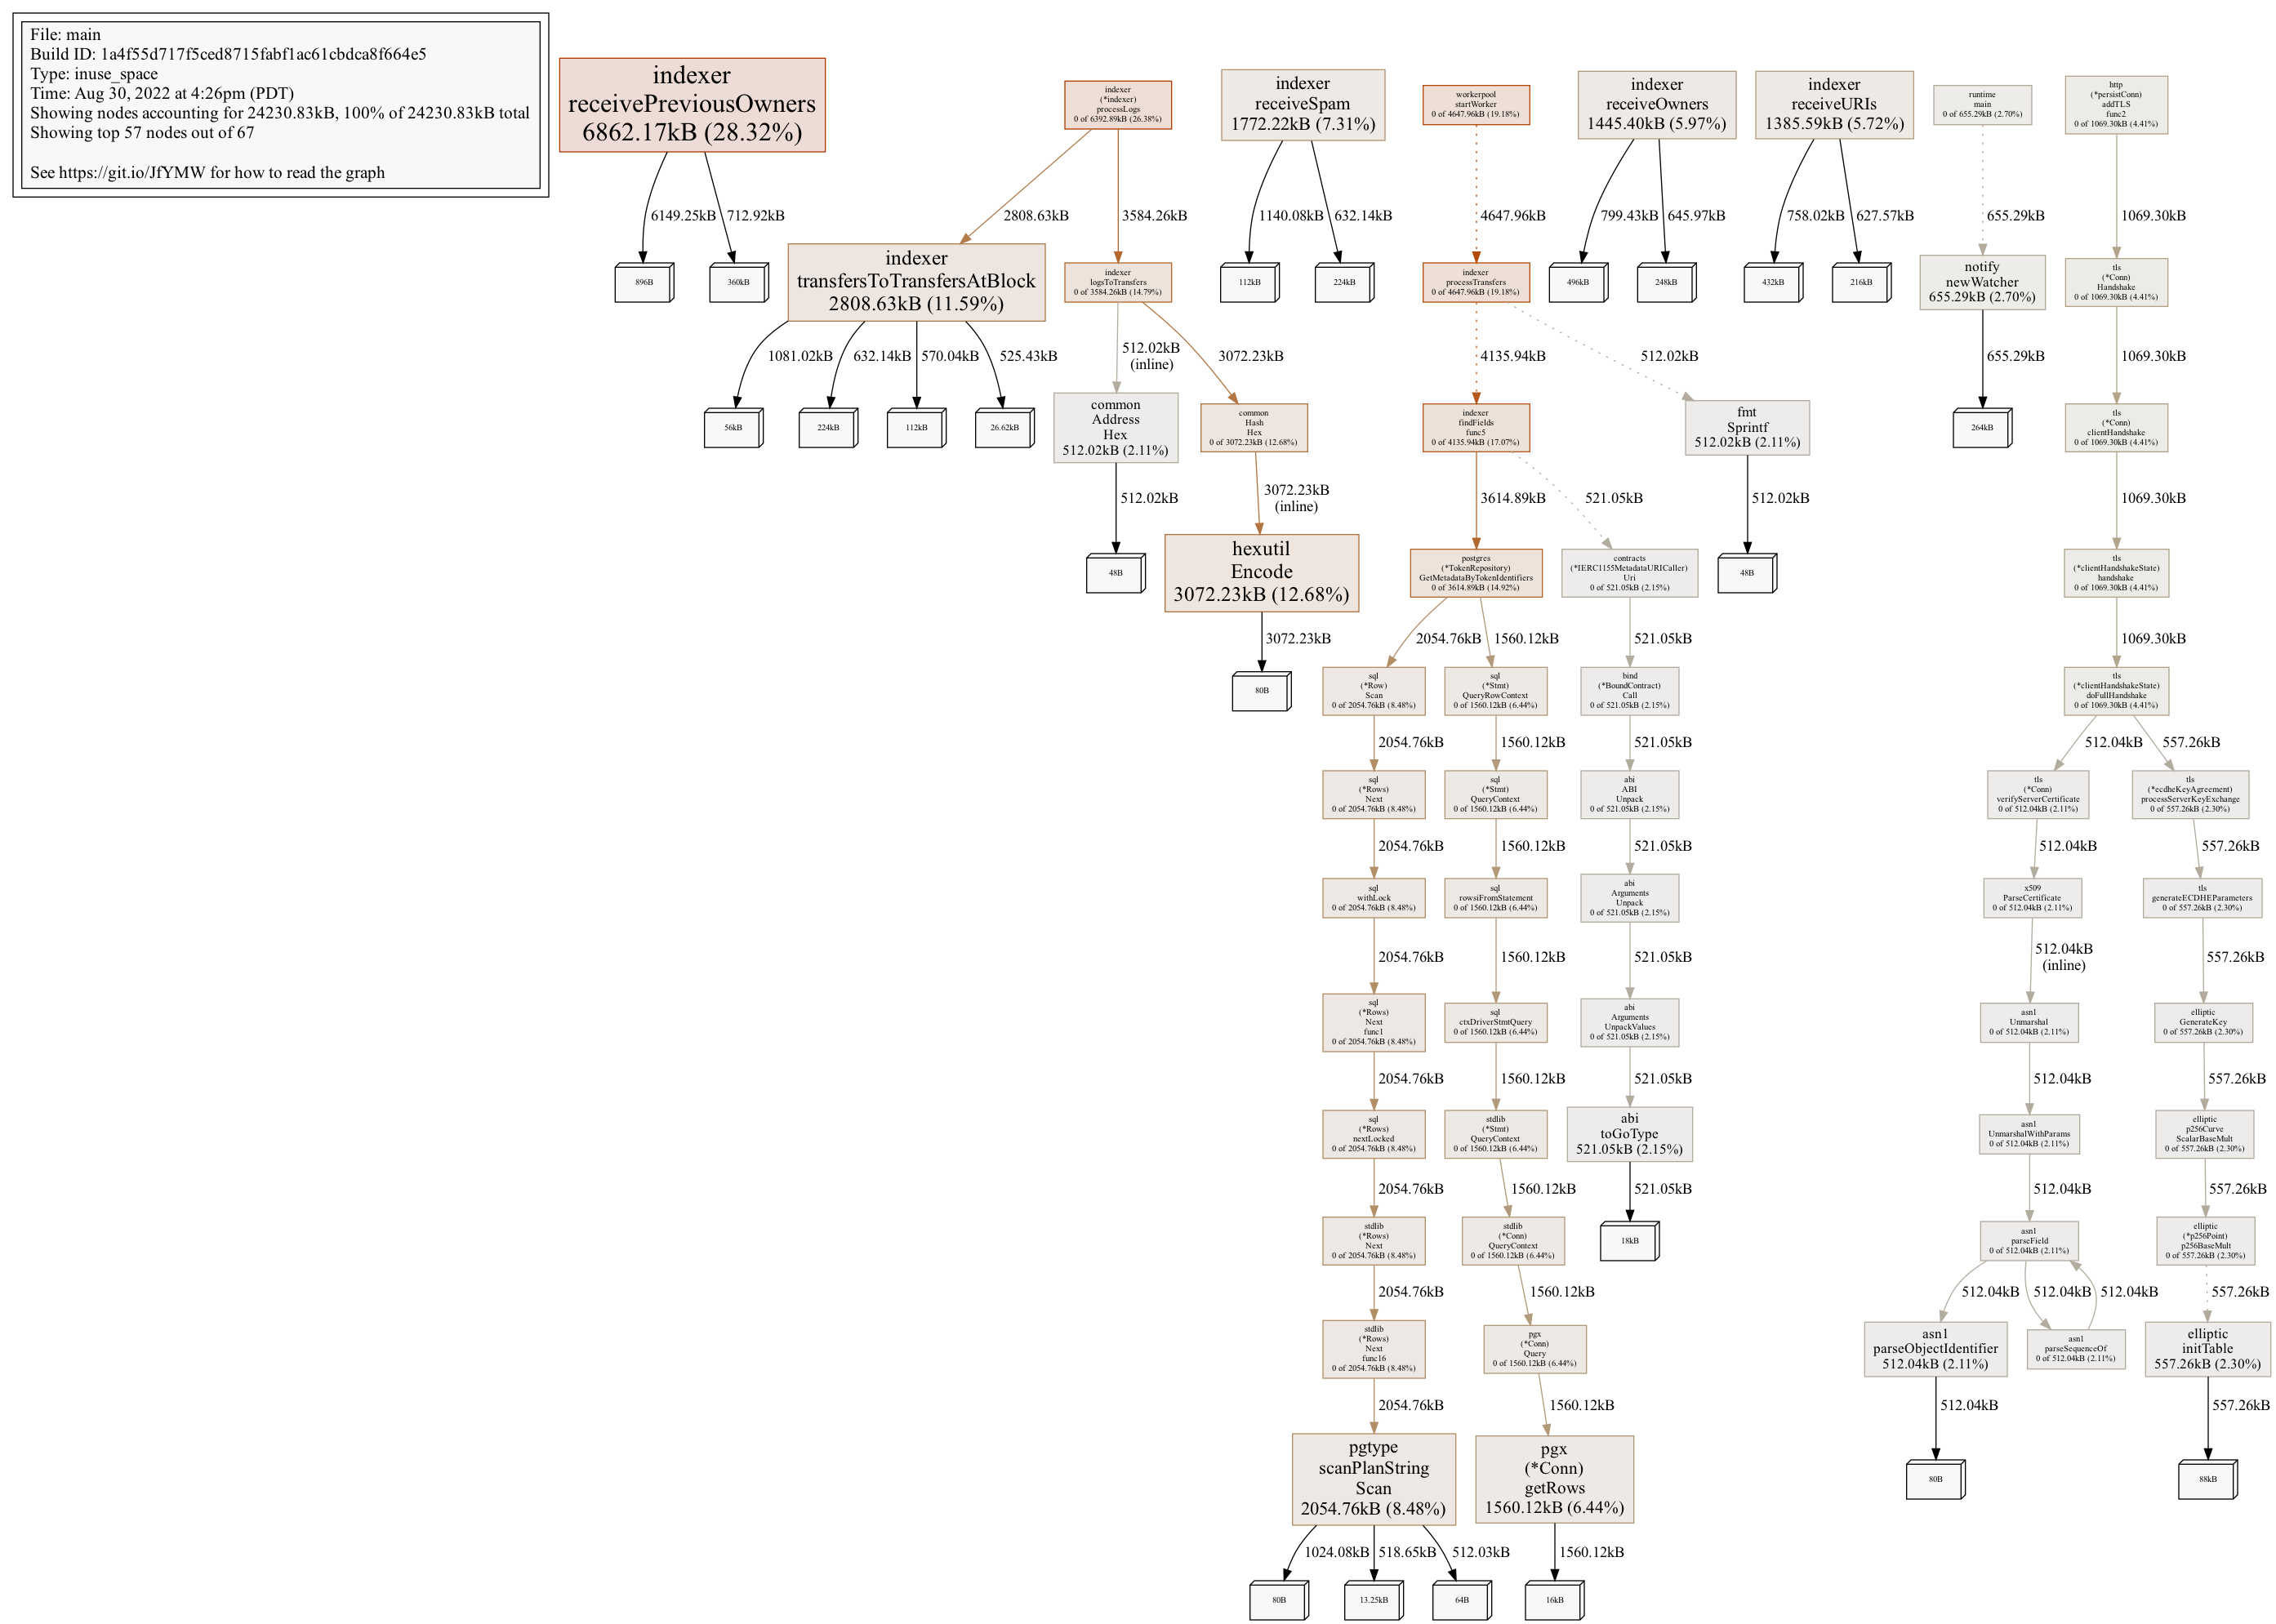 File: main
Build ID: 1a4f55d717f5ced8715fabf1ac61cbdca8f664e5
Type: inuse_space
Time: Aug 30, 2022 at 4:26pm (PDT)
Showing nodes accounting for 24230.83kB, 100% of 24230.83kB total
Showing top 57 nodes out of 67
See https://git.io/JfYMW for how to read the graph
indexer
receivePreviousOwners
6862.17kB (28.32%)
indexer
(*indexer)
processLogs
0 of 6392.89kB (26.38%)
indexer
receiveSpam
1772.22kB (7.31%)
workerpool
startWorker
0 of 4647.96kB (19.18%)
indexer
receiveOwners
1445.40kB (5.97%)
indexer
receiveURIs
1385.59kB (5.72%)
runtime
main
0 of 655.29kB (2.70%)
http
(*persistConn)
addTLS
func2
0 of 1069.30kB (4.41%)
6149.25kB
712.92kB
2808.63kB
3584.26kB
1140.08kB
632.14kB
4647.96kB
799.43kB
645.97kB
758.02kB
627.57kB
655.29kB
1069.30kB
896B
360kB
indexer
transfersToTransfersAtBlock
2808.63kB (11.59%)
indexer
logsToTransfers
0 of 3584.26kB (14.79%)
112kB
224kB
indexer
processTransfers
0 of 4647.96kB (19.18%)
496kB
248kB
432kB
216kB
notify
newWatcher
655.29kB (2.70%)
tls
(*Conn)
Handshake
0 of 1069.30kB (4.41%)
1081.02kB
632.14kB
570.04kB
525.43kB
512.02kB
(inline)
3072.23kB
4135.94kB
512.02kB
655.29kB
1069.30kB
56kB
224kB
112kB
26.62kB
common
Address
Hex
512.02kB (2.11%)
common
Hash
Hex
0 of 3072.23kB (12.68%)
indexer
findFields
func5
0 of 4135.94kB (17.07%)
fmt
Sprintf
512.02kB (2.11%)
264kB
tls
(*Conn)
clientHandshake
0 of 1069.30kB (4.41%)
512.02kB
3072.23kB
(inline)
3614.89kB
521.05kB
512.02kB
1069.30kB
48B
hexutil
Encode
3072.23kB (12.68%)
postgres
(*TokenRepository)
GetMetadataByTokenIdentifiers
0 of 3614.89kB (14.92%)
contracts
(*IERC1155MetadataURICaller)
Uri
0 of 521.05kB (2.15%)
48B
tls
(*clientHandshakeState)
handshake
0 of 1069.30kB (4.41%)
3072.23kB
2054.76kB
1560.12kB
521.05kB
1069.30kB
80B
sql
(*Row)
Scan
0 of 2054.76kB (8.48%)
sql
(*Stmt)
QueryRowContext
0 of 1560.12kB (6.44%)
bind
(*BoundContract)
Call
0 of 521.05kB (2.15%)
tls
(*clientHandshakeState)
doFullHandshake
0 of 1069.30kB (4.41%)
2054.76kB
1560.12kB
521.05kB
512.04kB
557.26kB
sql
(*Rows)
Next
0 of 2054.76kB (8.48%)
sql
(*Stmt)
QueryContext
0 of 1560.12kB (6.44%)
abi
ABI
Unpack
0 of 521.05kB (2.15%)
tls
(*Conn)
verifyServerCertificate
0 of 512.04kB (2.11%)
tls
(*ecdheKeyAgreement)
processServerKeyExchange
0 of 557.26kB (2.30%)
2054.76kB
1560.12kB
521.05kB
512.04kB
557.26kB
sql
withLock
0 of 2054.76kB (8.48%)
sql
rowsiFromStatement
0 of 1560.12kB (6.44%)
abi
Arguments
Unpack
0 of 521.05kB (2.15%)
x509
ParseCertificate
0 of 512.04kB (2.11%)
tls
generateECDHEParameters
0 of 557.26kB (2.30%)
2054.76kB
1560.12kB
521.05kB
512.04kB
(inline)
557.26kB
sql
(*Rows)
Next
func1
0 of 2054.76kB (8.48%)
sql
ctxDriverStmtQuery
0 of 1560.12kB (6.44%)
abi
Arguments
UnpackValues
0 of 521.05kB (2.15%)
asn1
Unmarshal
0 of 512.04kB (2.11%)
elliptic
GenerateKey
0 of 557.26kB (2.30%)
2054.76kB
1560.12kB
521.05kB
512.04kB
557.26kB
sql
(*Rows)
nextLocked
0 of 2054.76kB (8.48%)
stdlib
(*Stmt)
QueryContext
0 of 1560.12kB (6.44%)
abi
toGoType
521.05kB (2.15%)
asn1
UnmarshalWithParams
0 of 512.04kB (2.11%)
elliptic
p256Curve
ScalarBaseMult
0 of 557.26kB (2.30%)
2054.76kB
1560.12kB
521.05kB
512.04kB
557.26kB
stdlib
(*Rows)
Next
0 of 2054.76kB (8.48%)
stdlib
(*Conn)
QueryContext
0 of 1560.12kB (6.44%)
18kB
asn1
parseField
0 of 512.04kB (2.11%)
elliptic
(*p256Point)
p256BaseMult
0 of 557.26kB (2.30%)
2054.76kB
1560.12kB
512.04kB
512.04kB
512.04kB
557.26kB
stdlib
(*Rows)
Next
func16
0 of 2054.76kB (8.48%)
pgx
(*Conn)
Query
0 of 1560.12kB (6.44%)
asn1
parseObjectIdentifier
512.04kB (2.11%)
asn1
parseSequenceOf
0 of 512.04kB (2.11%)
elliptic
initTable
557.26kB (2.30%)
2054.76kB
1560.12kB
512.04kB
557.26kB
pgtype
scanPlanString
Scan
2054.76kB (8.48%)
pgx
(*Conn)
getRows
1560.12kB (6.44%)
80B
88kB
1024.08kB
518.65kB
512.03kB
1560.12kB
80B
13.25kB
64B
16kB